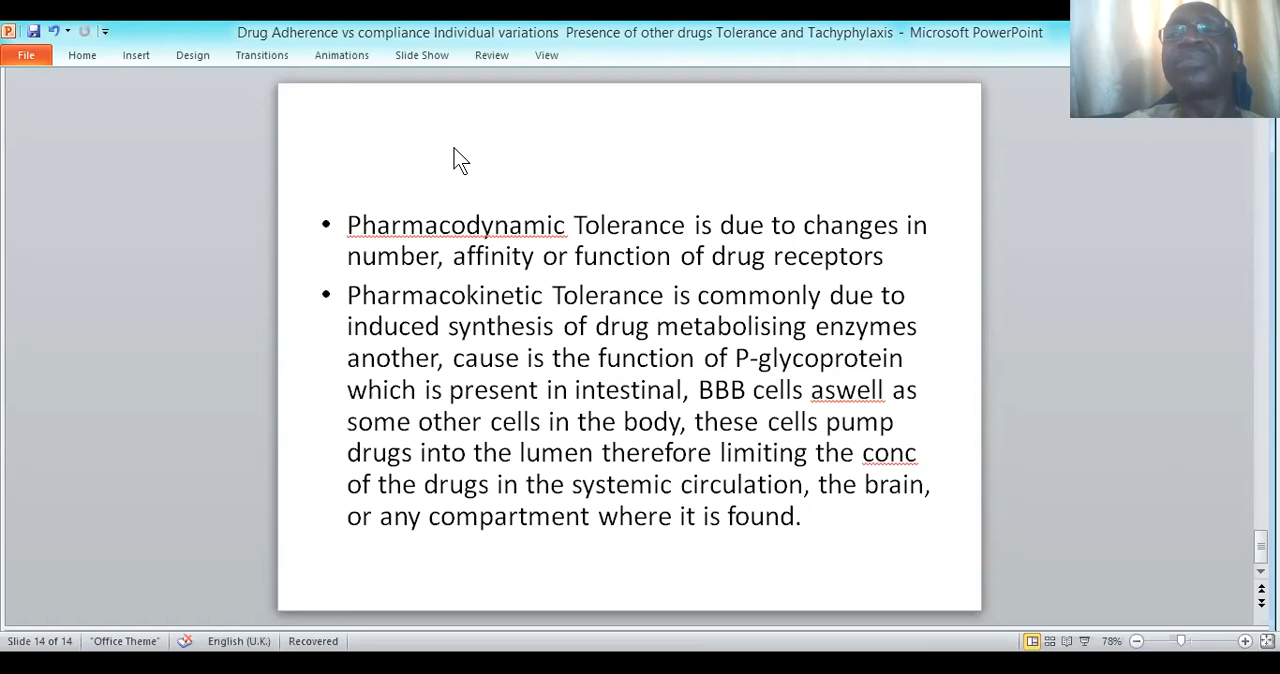 Drug Adherence vs compliance Individual variations  Presence of other drugs Tolerance and Tachyphylaxis - Microsoft PowerPoint
File Home Insert Design Transitions Animations Slide Show Review View
• Pharmacodynamic Tolerance is due to changes in
number, affinity or function of drug receptors
• Pharmacokinetic Tolerance is commonly due to
induced synthesis of drug metabolising enzymes
another, cause is the function of P-glycoprotein
which is present in intestinal, BBB cells aswell as
some other cells in the body, these cells pump
drugs into the lumen therefore limiting the conc
of the drugs in the systemic circulation, the brain,
or any compartment where it is found.
Slide 14 of 14 "Office Theme" English (U.K.) Recovered 78%